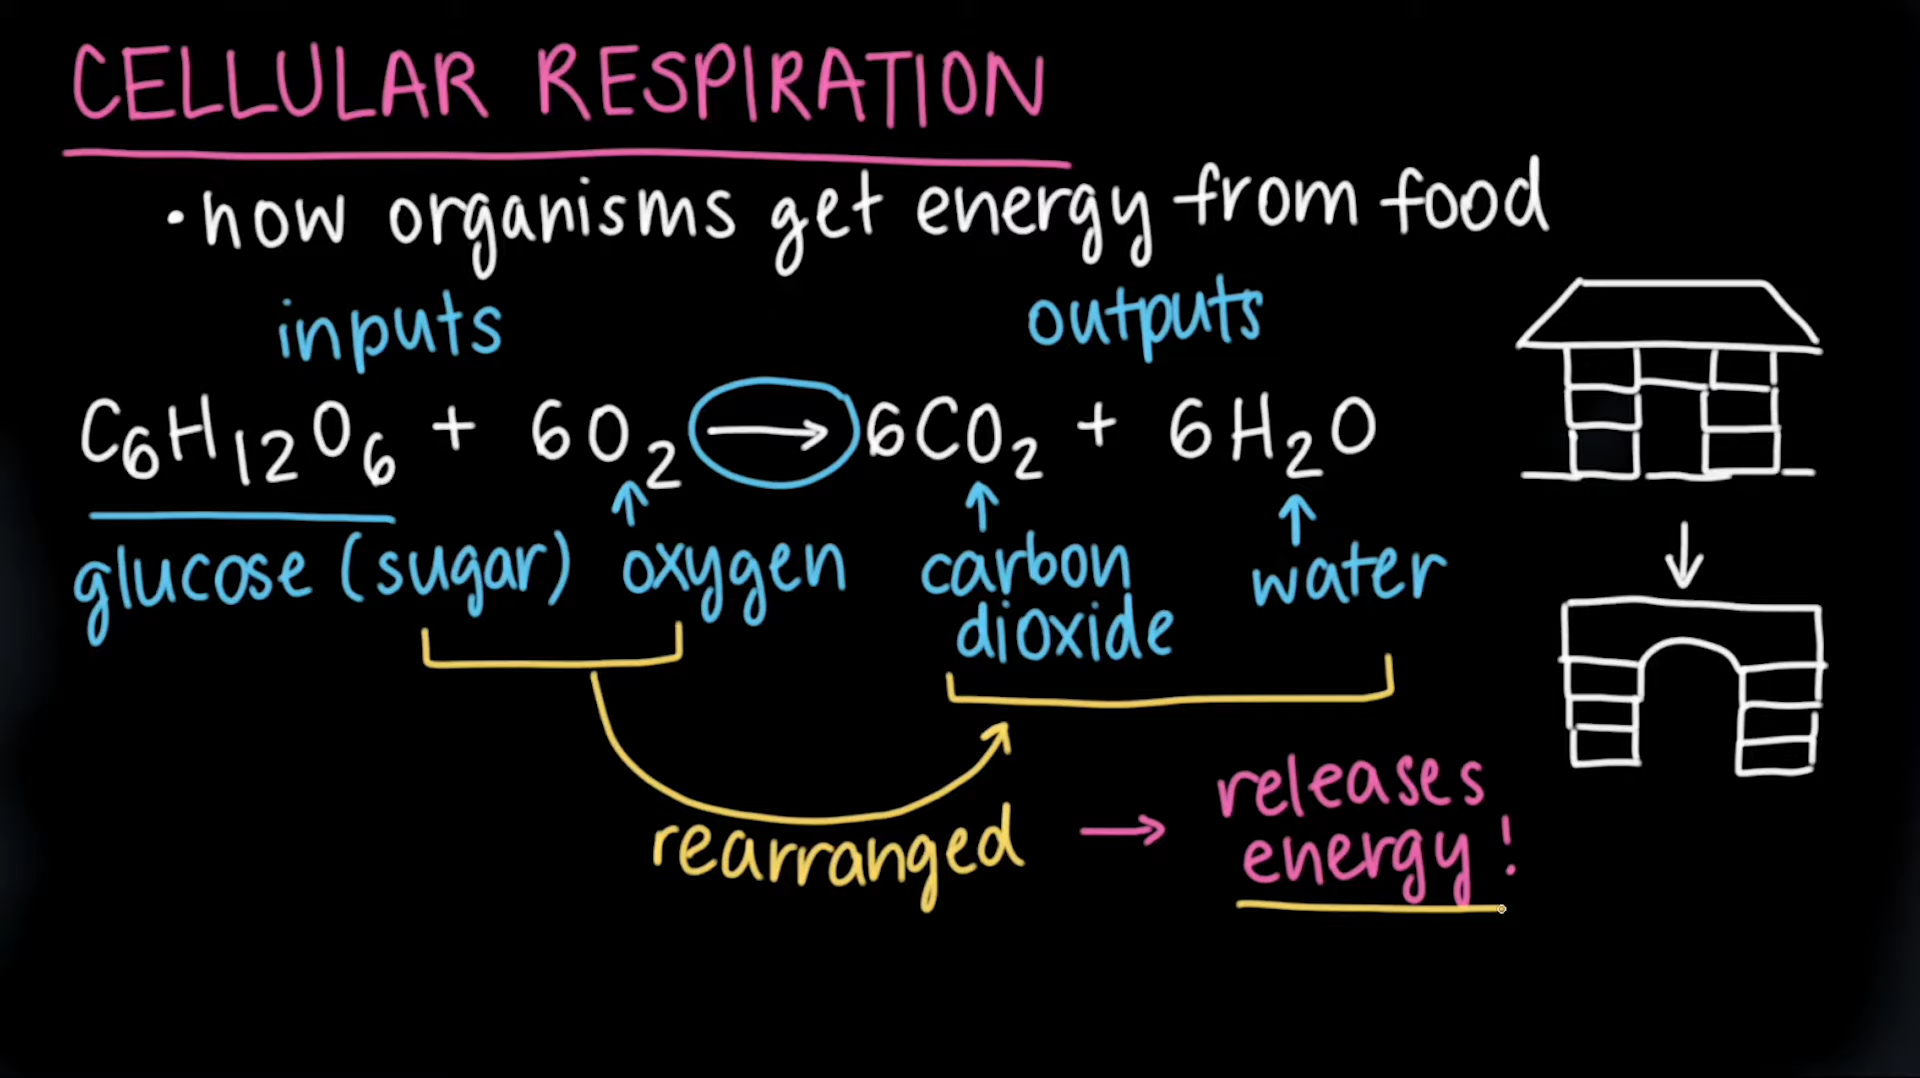 CELLULAR RESPIRATION
• how organisms get energy from food
inputs outputs
C₆H₁₂O₆ + 6O₂ → 6CO₂ + 6H₂O
glucose (sugar) oxygen carbon dioxide water
rearranged → releases energy!